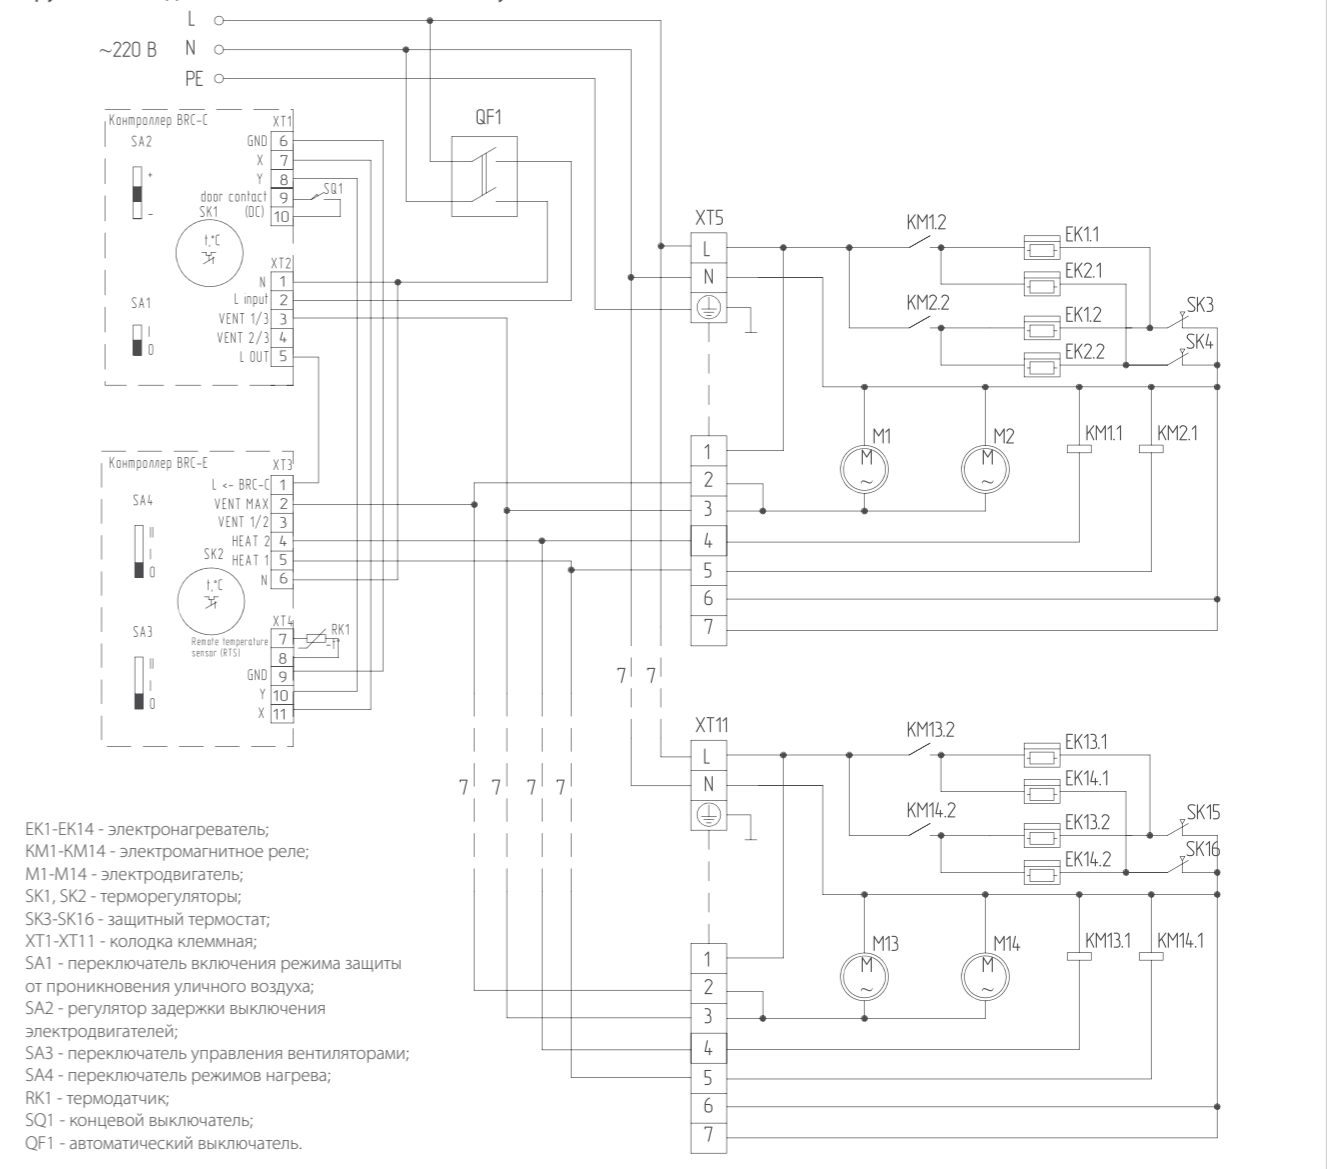 L
~220 В N
PE
Контроллер BRC-C
XT1
SA2
+
-
GND 6
X 7
Y 8
door contact 9
(DC) 10
SQ1
SK1
t,°C
XT2
N 1
L input 2
VENT 1/3 3
VENT 2/3 4
L OUT 5
SA1
I
0
QF1
Контроллер BRC-E
XT3
L <- BRC-C 1
VENT MAX 2
VENT 1/2 3
HEAT 2 4
HEAT 1 5
N 6
SA4
II
I
0
SK2
t,°C
SA3
II
I
0
XT4
Remote temperature
sensor (RTS)
7
8
GND 9
Y 10
X 11
RK1
-t°
7 7
7 7 7 7
XT5
L
N
1
2
3
4
5
6
7
KM1.2
KM2.2
EK1.1
EK2.1
EK1.2
EK2.2
SK3
SK4
M1
M
~
M2
M
~
KM1.1
KM2.1
XT11
L
N
1
2
3
4
5
6
7
KM13.2
KM14.2
EK13.1
EK14.1
EK13.2
EK14.2
SK15
SK16
M13
M
~
M14
M
~
KM13.1
KM14.1
EK1-EK14 - электронагреватель;
KM1-KM14 - электромагнитное реле;
M1-M14 - электродвигатель;
SK1, SK2 - терморегуляторы;
SK3-SK16 - защитный термостат;
XT1-XT11 - колодка клеммная;
SA1 - переключатель включения режима защиты
от проникновения уличного воздуха;
SA2 - регулятор задержки выключения
электродвигателей;
SA3 - переключатель управления вентиляторами;
SA4 - переключатель режимов нагрева;
RK1 - термодатчик;
SQ1 - концевой выключатель;
QF1 - автоматический выключатель.